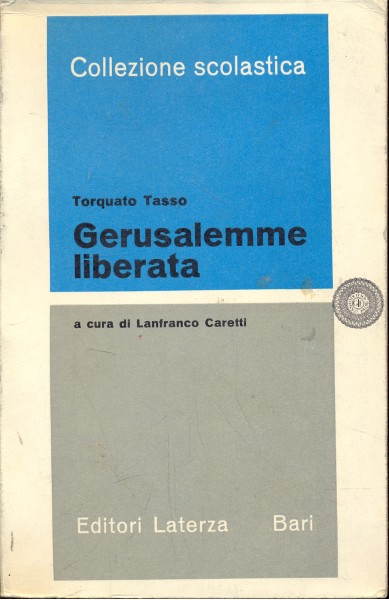 Collezione scolastica
Torquato Tasso
Gerusalemme
liberata
a cura di Lanfranco Caretti
Editori Laterza Bari